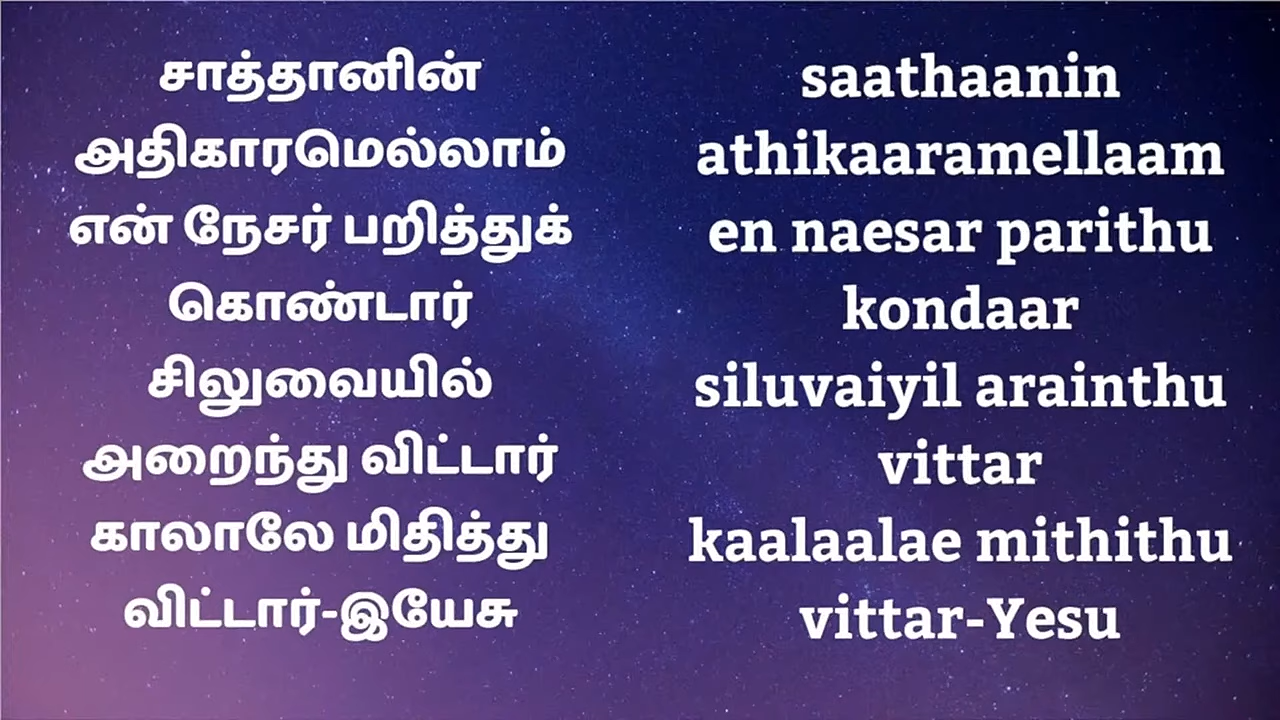 சாத்தானின்
அதிகாரமெல்லாம்
என் நேசர் பறித்துக்
கொண்டார்
சிலுவையில்
அறைந்து விட்டார்
காலாலே மிதித்து
விட்டார்-இயேசு
saathaanin
athikaaramellaam
en naesar parithu
kondaar
siluvaiyil arainthu
vittar
kaalaalae mithithu
vittar-Yesu